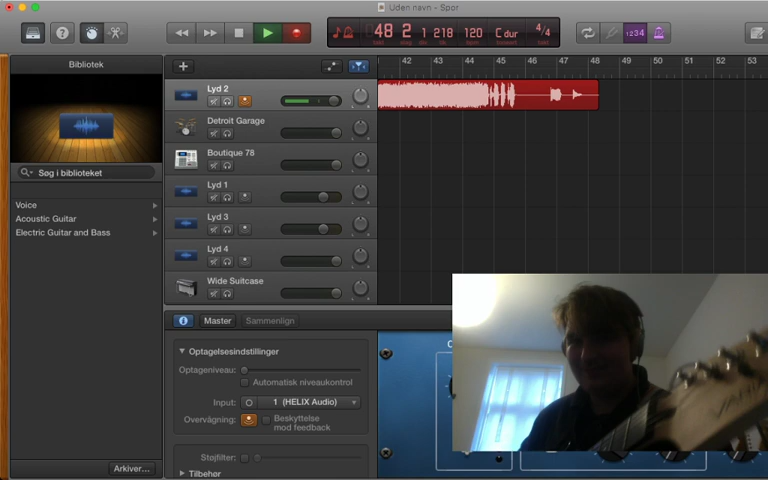 Uden navn - Spor
48 2 1 218 120 C dur 4/4
1234
Bibliotek
42 43 44 45 46 47 48 49 50 51 52 53
Lyd 2
Detroit Garage
Søg i biblioteket
Boutique 78
Lyd 1
Voice
Acoustic Guitar
Lyd 3
Electric Guitar and Bass
Lyd 4
Wide Suitcase
Master
Sammenlign
Optagelsesindstillinger
Optageniveau:
Automatisk niveaukontrol
Input:
1 (HELIX Audio)
Overvågning:
Beskyttelse
mod feedback
Støjfilter:
Arkiver...
Tilbehør